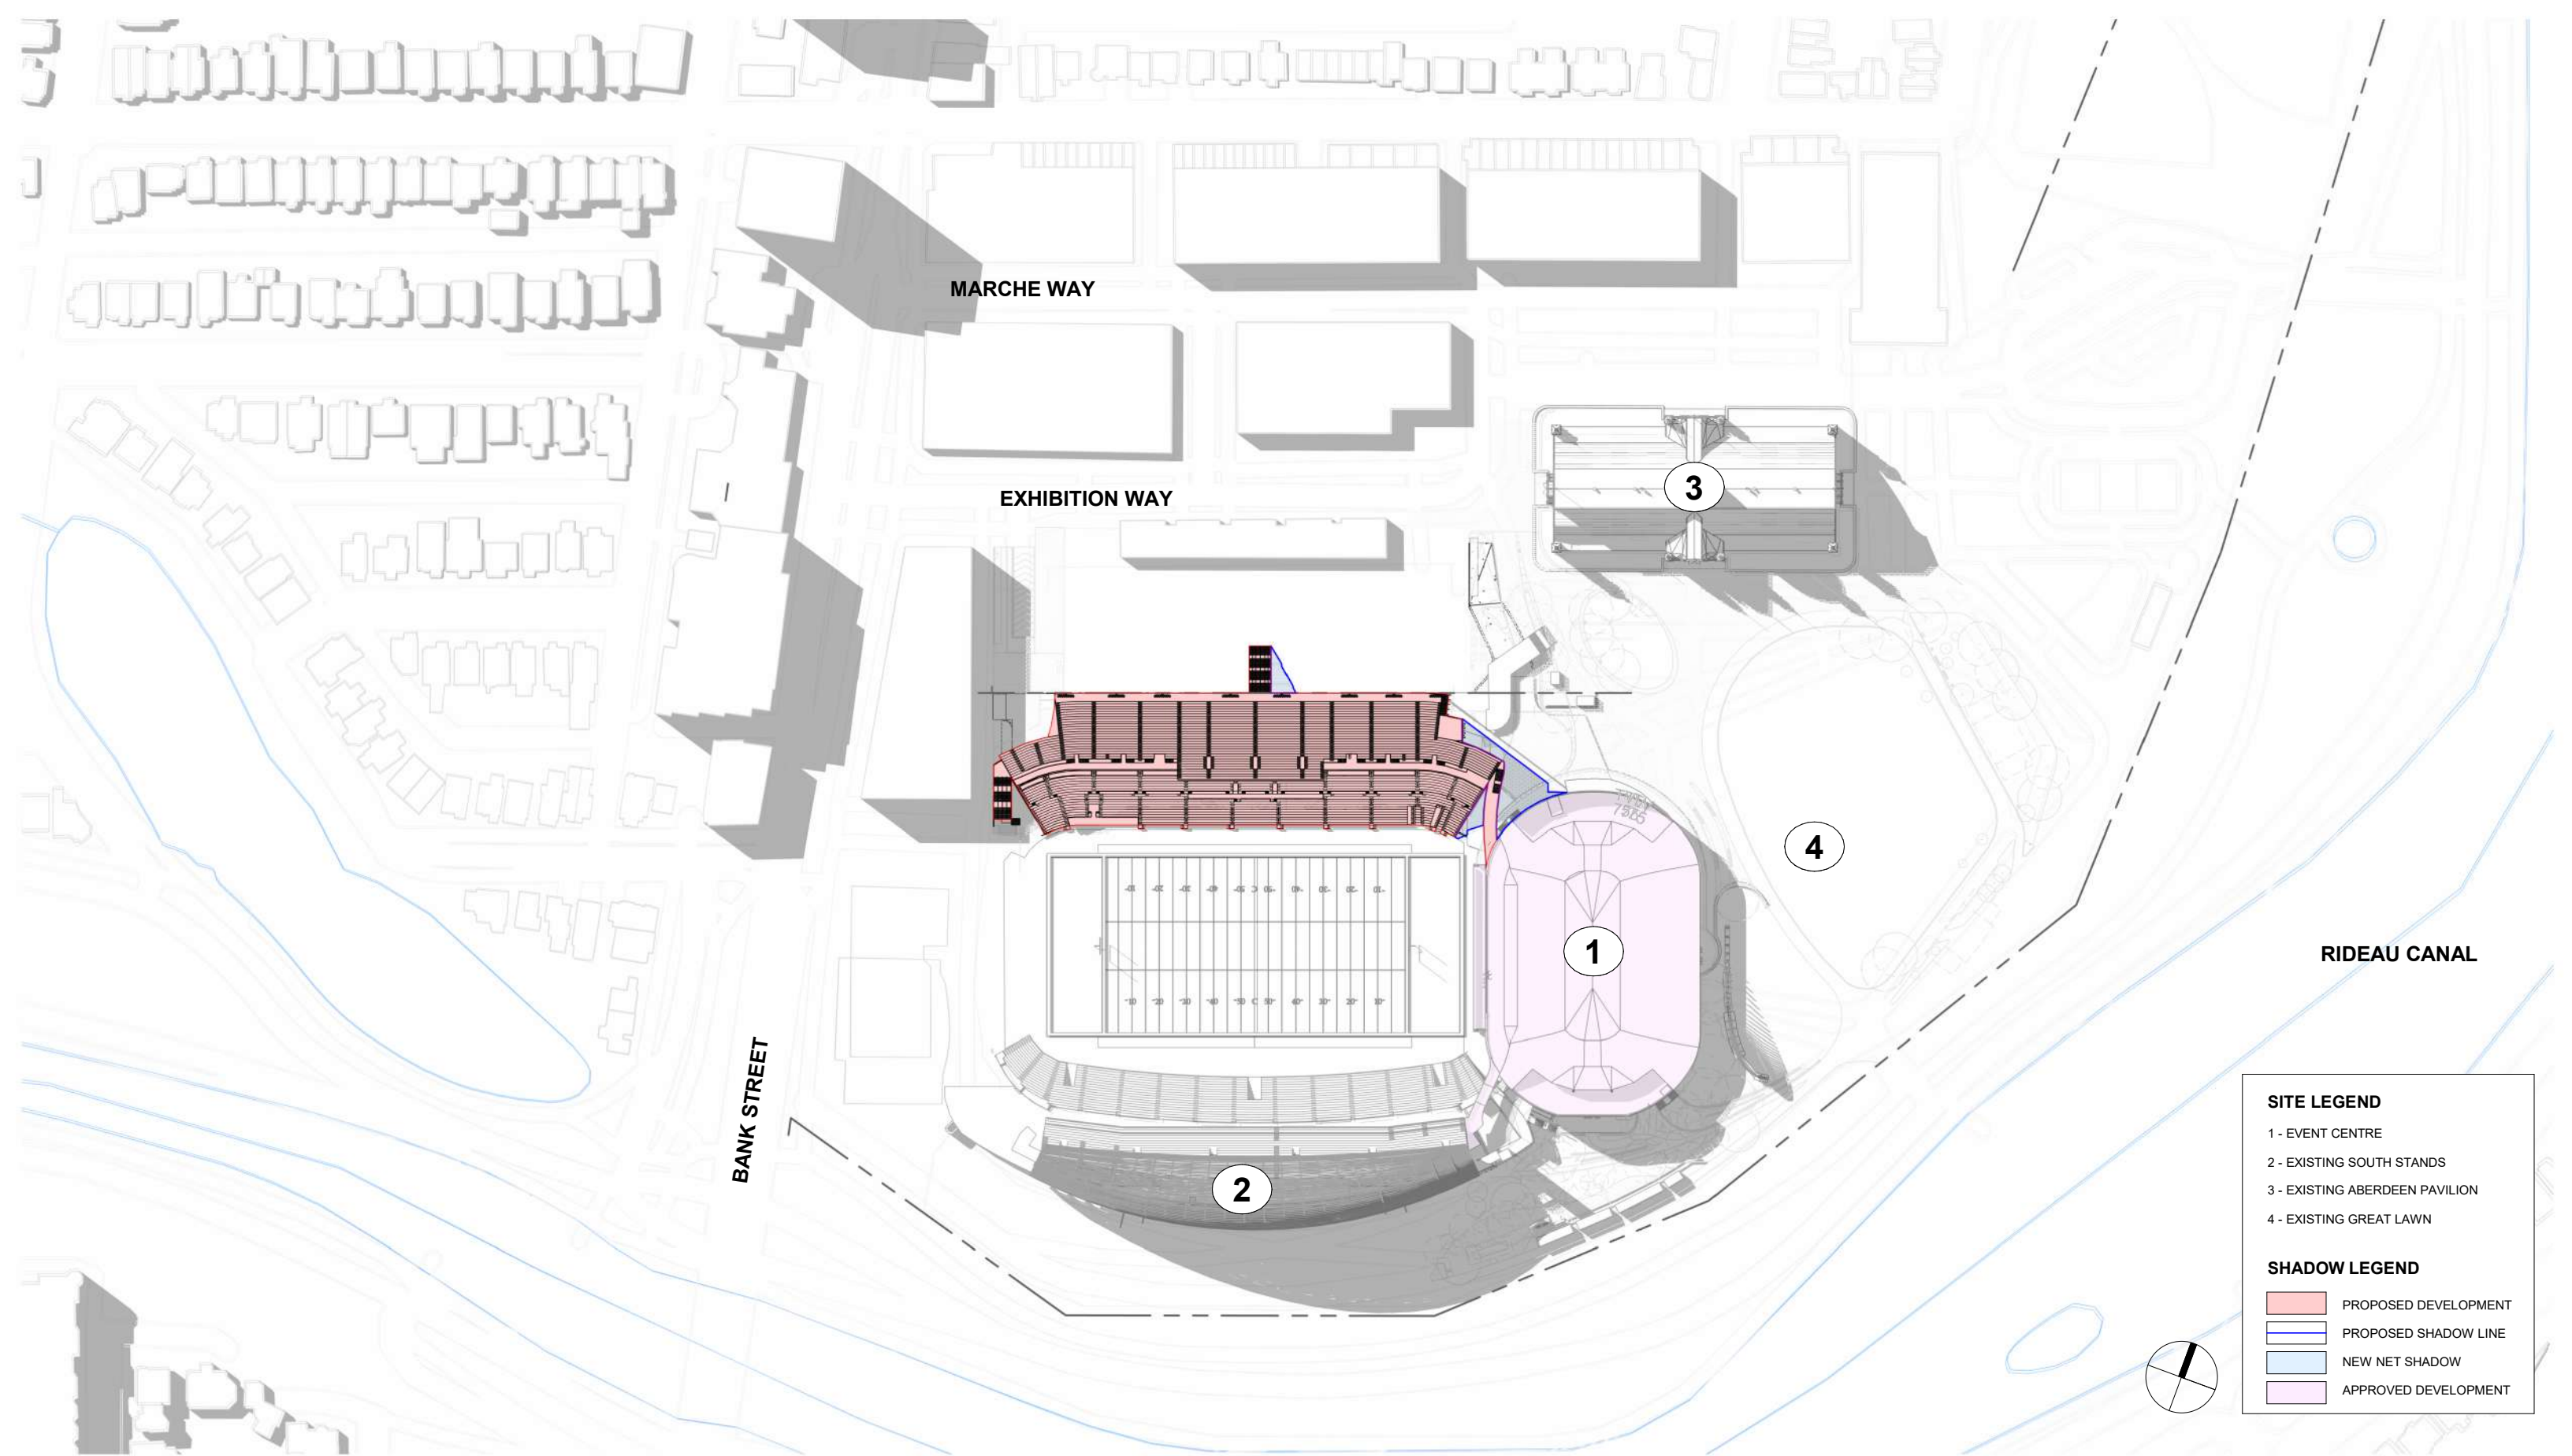 MARCHE WAY
EXHIBITION WAY
3
4
1
RIDEAU CANAL
BANK STREET
2
SITE LEGEND
1 - EVENT CENTRE
2 - EXISTING SOUTH STANDS
3 - EXISTING ABERDEEN PAVILION
4 - EXISTING GREAT LAWN
SHADOW LEGEND
PROPOSED DEVELOPMENT
PROPOSED SHADOW LINE
NEW NET SHADOW
APPROVED DEVELOPMENT